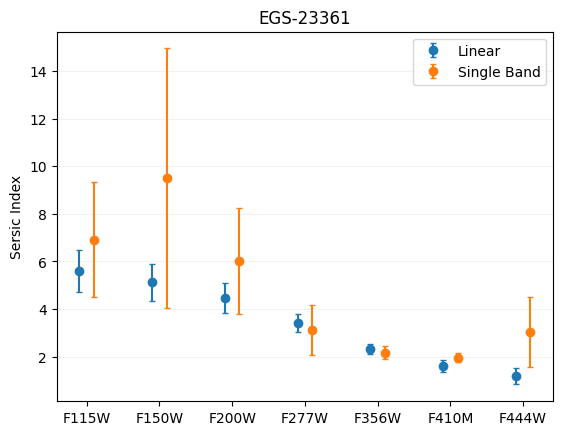 EGS-23361
Linear
Single Band
Sersic Index
14
12
10
8
6
4
2
F115W F150W F200W F277W F356W F410M F444W